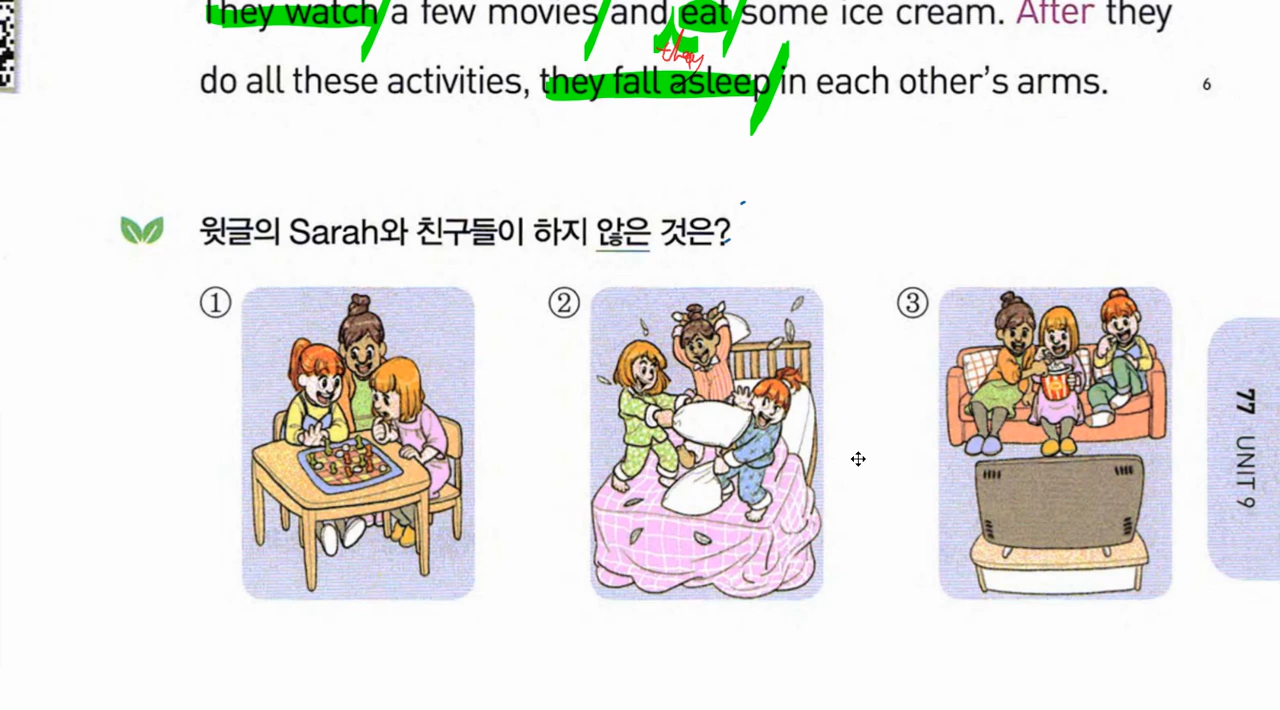 They watch a few movies and eat some ice cream. After they
they
do all these activities, they fall asleep in each other's arms.
6
윗글의 Sarah와 친구들이 하지 않은 것은?
①
②
③
77 UNIT 9